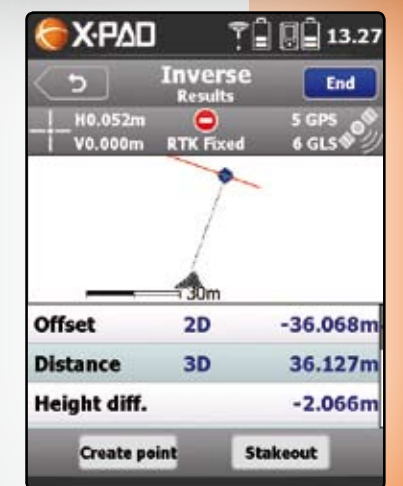 X-PAD 13.27
Inverse
Results
End
H0.052m
V0.000m
RTK Fixed
5 GPS
6 GLS
30m
Offset 2D -36.068m
Distance 3D 36.127m
Height diff. -2.066m
Create point Stakeout